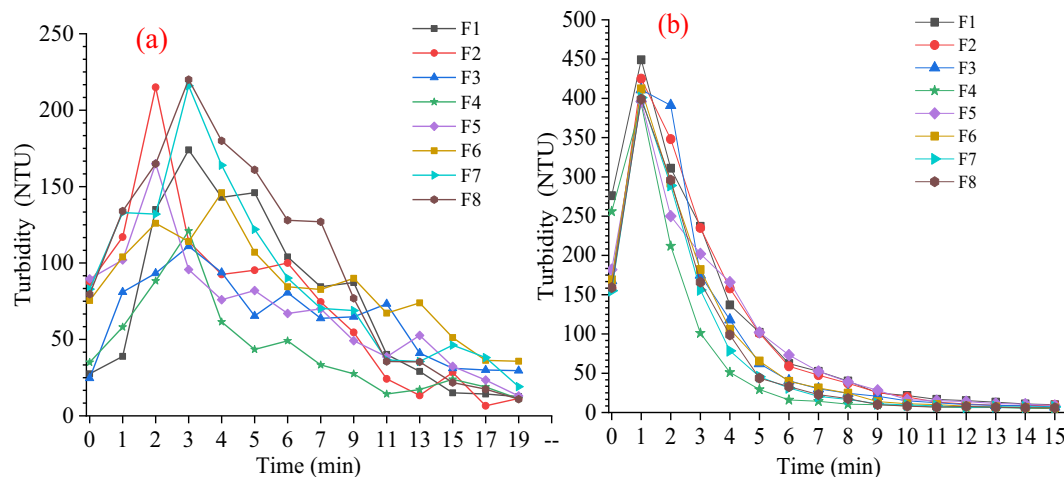 (a)
Turbidity (NTU)
250
200
150
100
50
0
0 1 2 3 4 5 6 7 9 11 13 15 17 19 --
Time (min)
F1
F2
F3
F4
F5
F6
F7
F8
(b)
Turbidity (NTU)
500
450
400
350
300
250
200
150
100
50
0
0 1 2 3 4 5 6 7 8 9 10 11 12 13 14 15
Time (min)
F1
F2
F3
F4
F5
F6
F7
F8